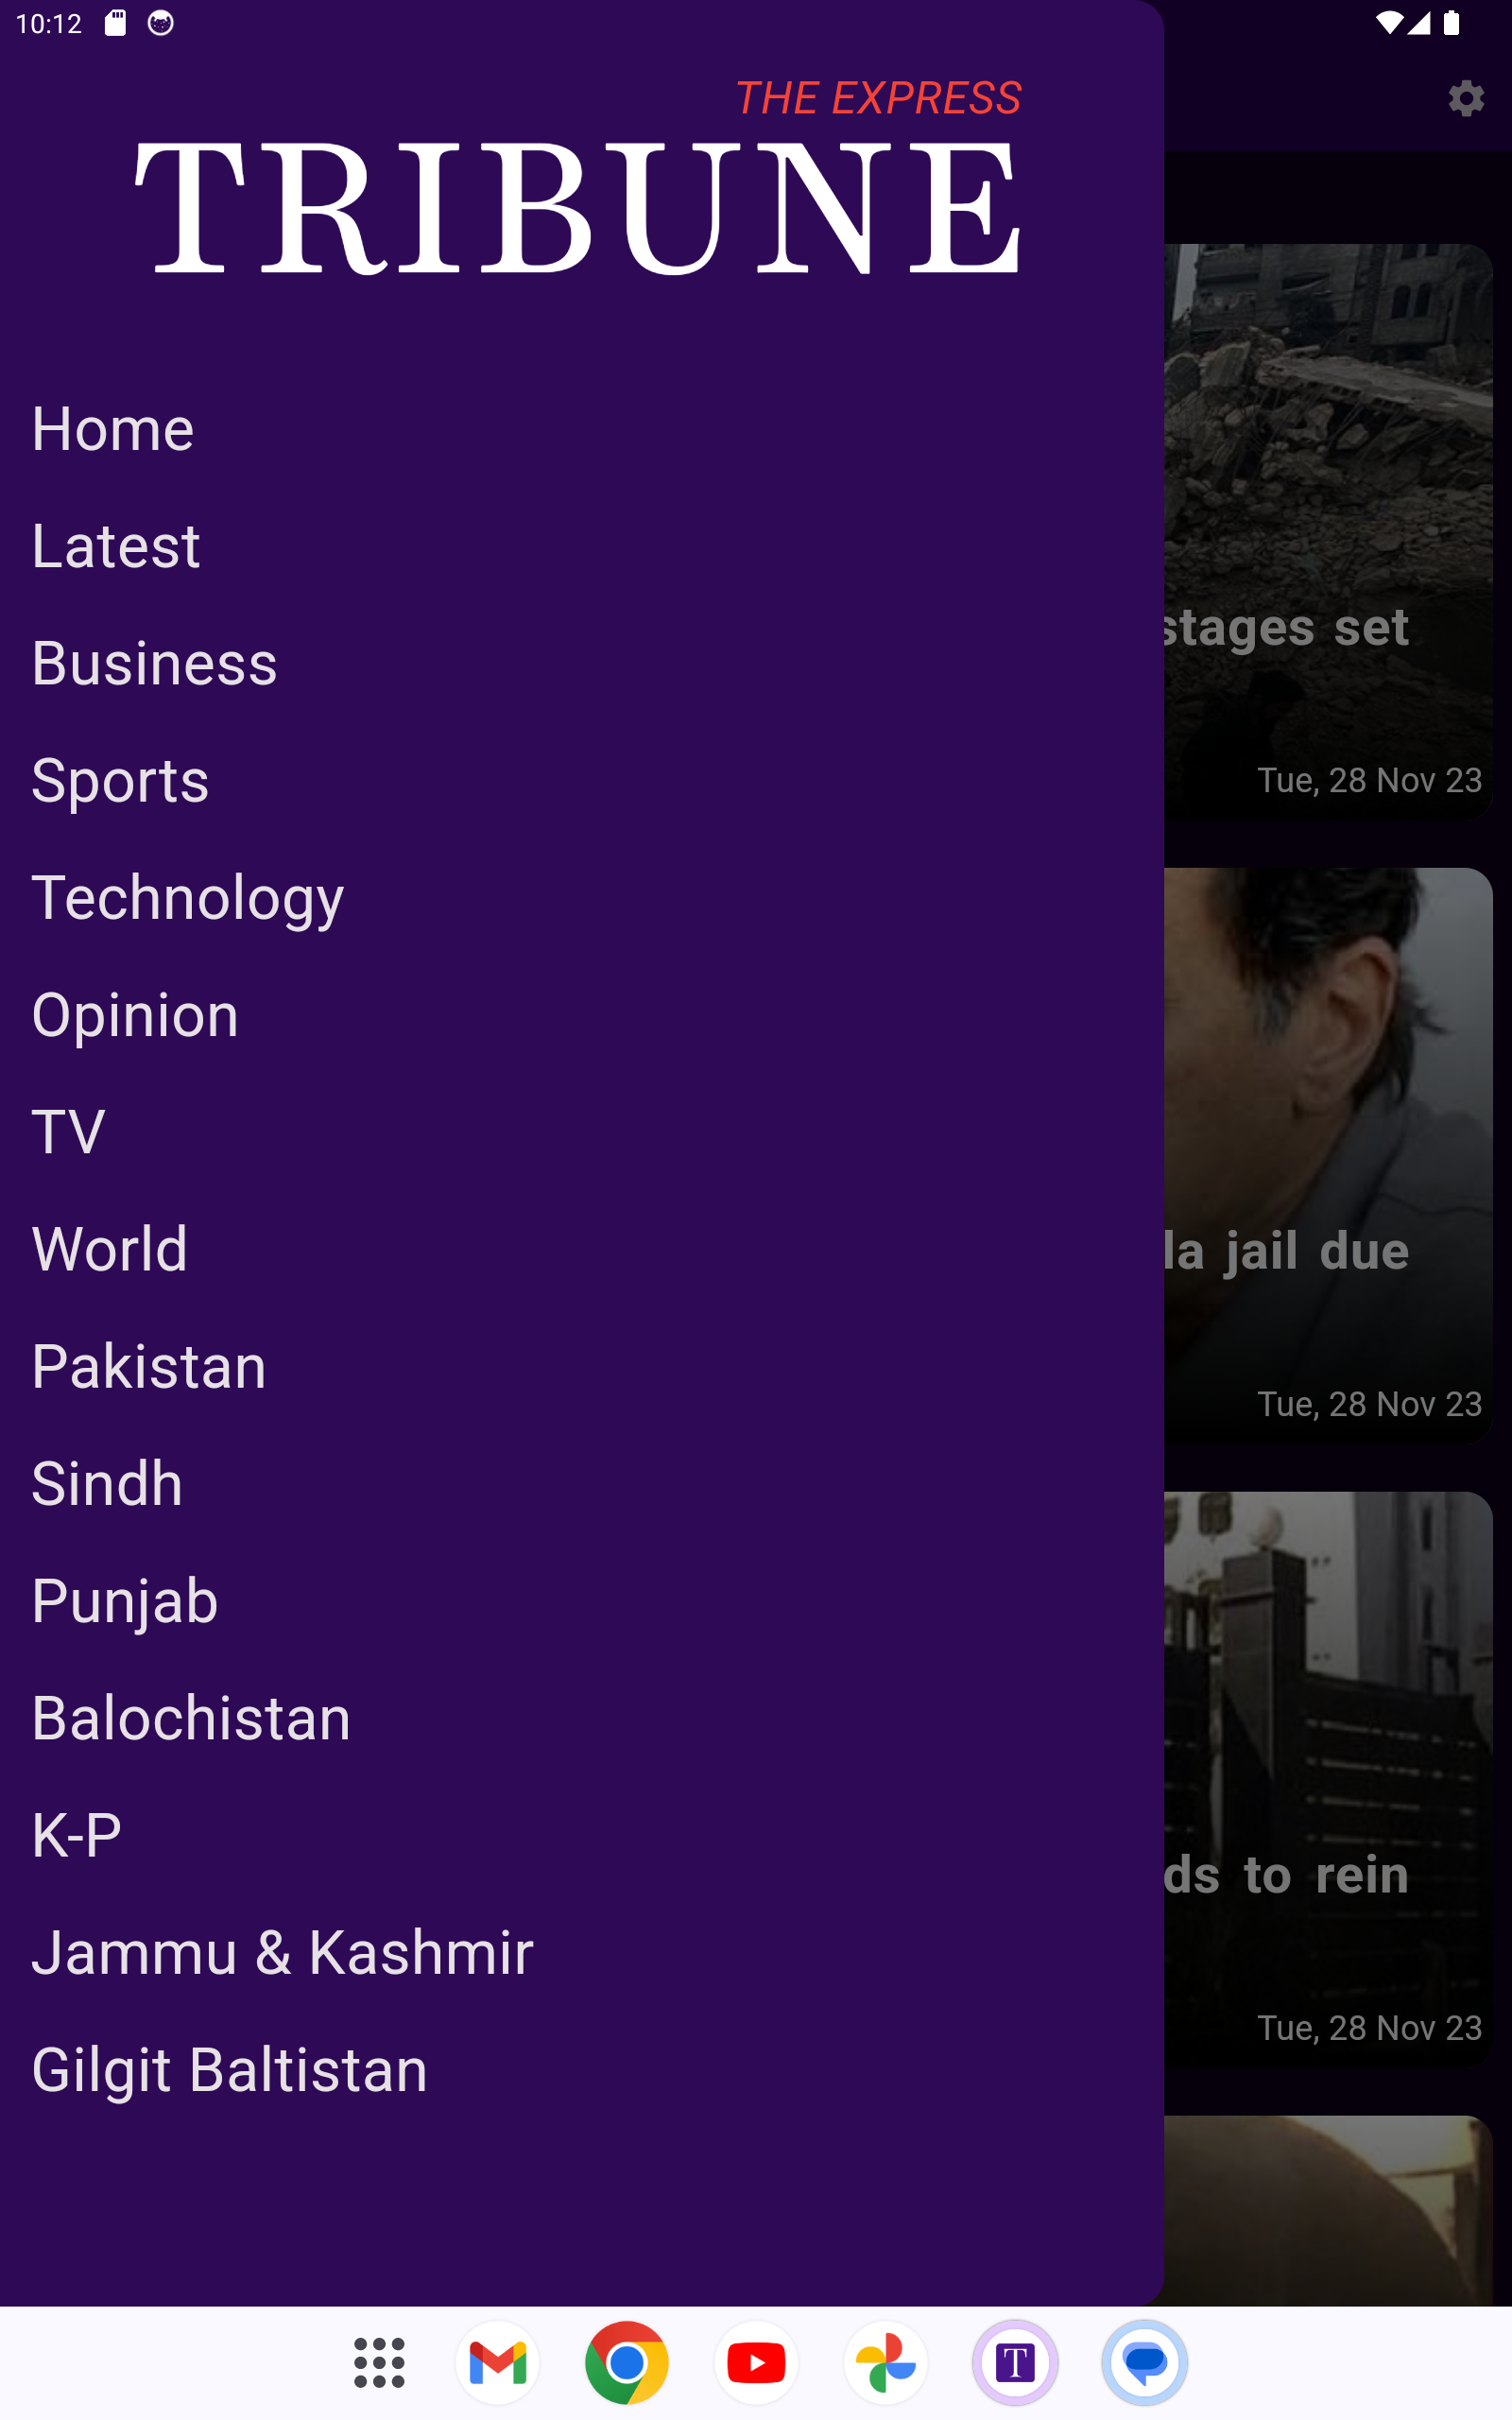 10:12
THE EXPRESS
TRIBUNE
Home
Latest
Business
stages set
Sports
Tue, 28 Nov 23
Technology
Opinion
TV
World
la jail due
Pakistan
Tue, 28 Nov 23
Sindh
Punjab
Balochistan
K-P
ds to rein
Jammu & Kashmir
Tue, 28 Nov 23
Gilgit Baltistan
T